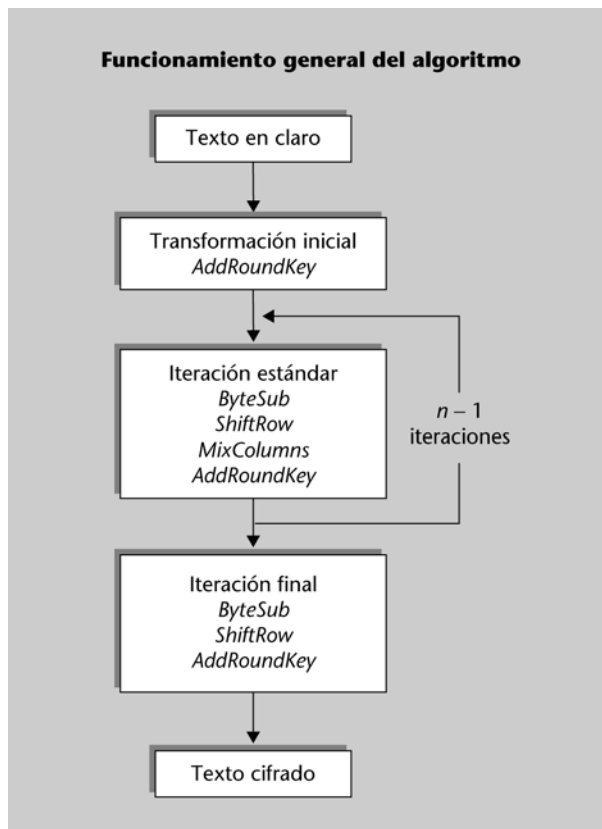 Funcionamiento general del algoritmo
Texto en claro
Transformación inicial
AddRoundKey
Iteración estándar
ByteSub
ShiftRow
MixColumns
AddRoundKey
n – 1
iteraciones
Iteración final
ByteSub
ShiftRow
AddRoundKey
Texto cifrado